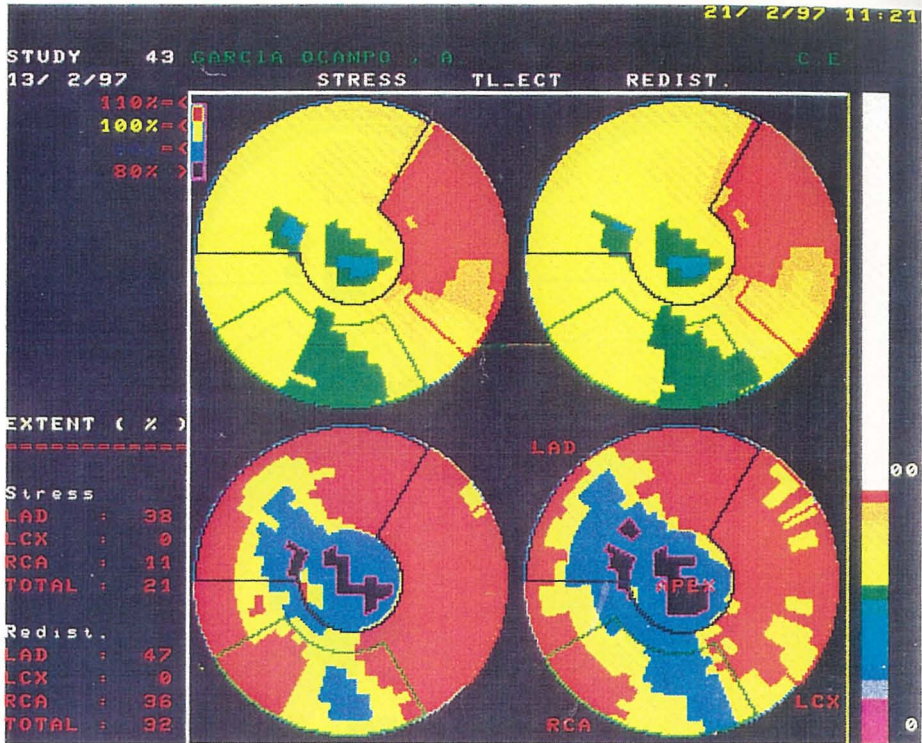 21/ 2/97 11:21
STUDY 43 GARCIA OCAMPO , A. / C.E
13/ 2/97 STRESS TL_ECT REDIST.
110%=<
100%=<
=<
80% >
EXTENT ( % )
=============
LAD
00
Stress
LAD : 38
LCX : 0
RCA : 11
TOTAL : 21
APEX
Redist.
LAD : 47
LCX : 0
RCA : 36
TOTAL : 32
LCX
RCA
0